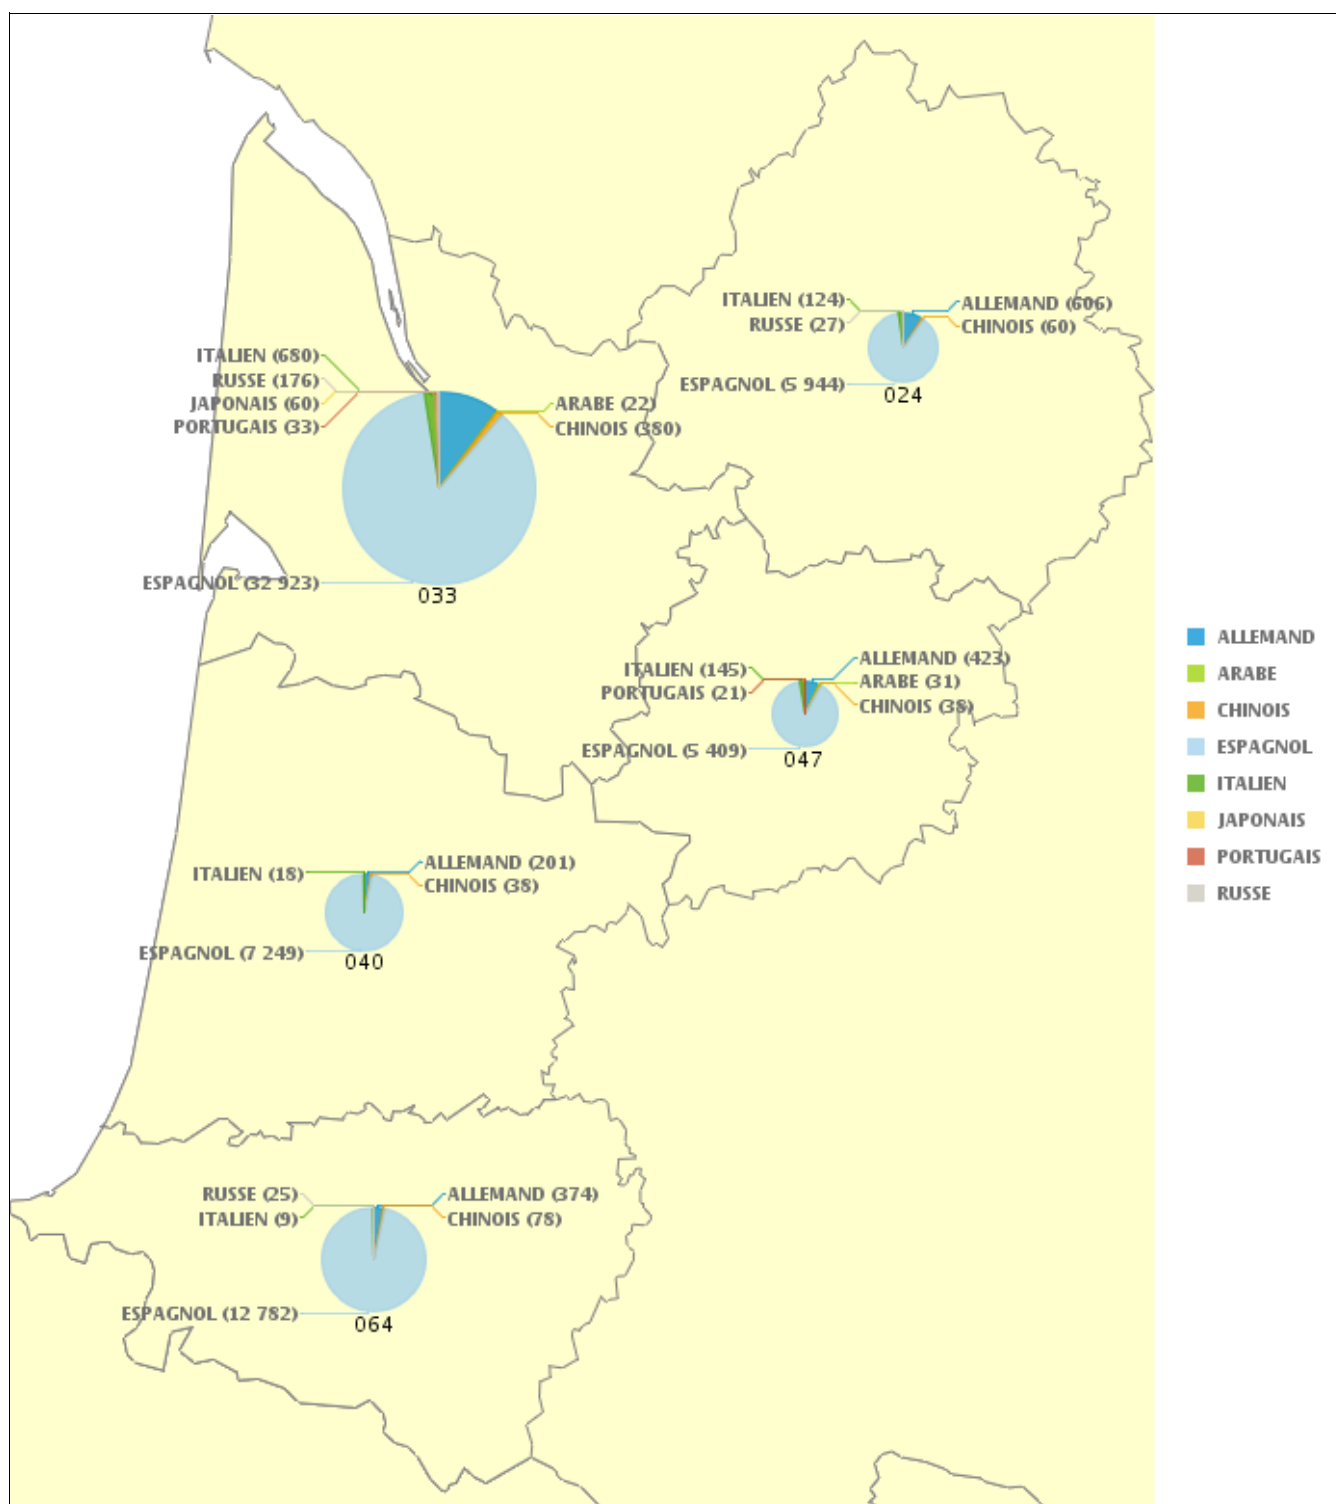 ITALIEN (124)
RUSSE (27)
ALLEMAND (606)
CHINOIS (60)
ESPAGNOL (5 944)
024
ITALIEN (680)
RUSSE (176)
JAPONAIS (60)
PORTUGAIS (33)
ARABE (22)
CHINOIS (380)
ESPAGNOL (32 923)
033
ITALIEN (145)
PORTUGAIS (21)
ALLEMAND (423)
ARABE (31)
CHINOIS (38)
ESPAGNOL (5 409)
047
ITALIEN (18)
ALLEMAND (201)
CHINOIS (38)
ESPAGNOL (7 249)
040
RUSSE (25)
ITALIEN (9)
ALLEMAND (374)
CHINOIS (78)
ESPAGNOL (12 782)
064
ALLEMAND
ARABE
CHINOIS
ESPAGNOL
ITALIEN
JAPONAIS
PORTUGAIS
RUSSE